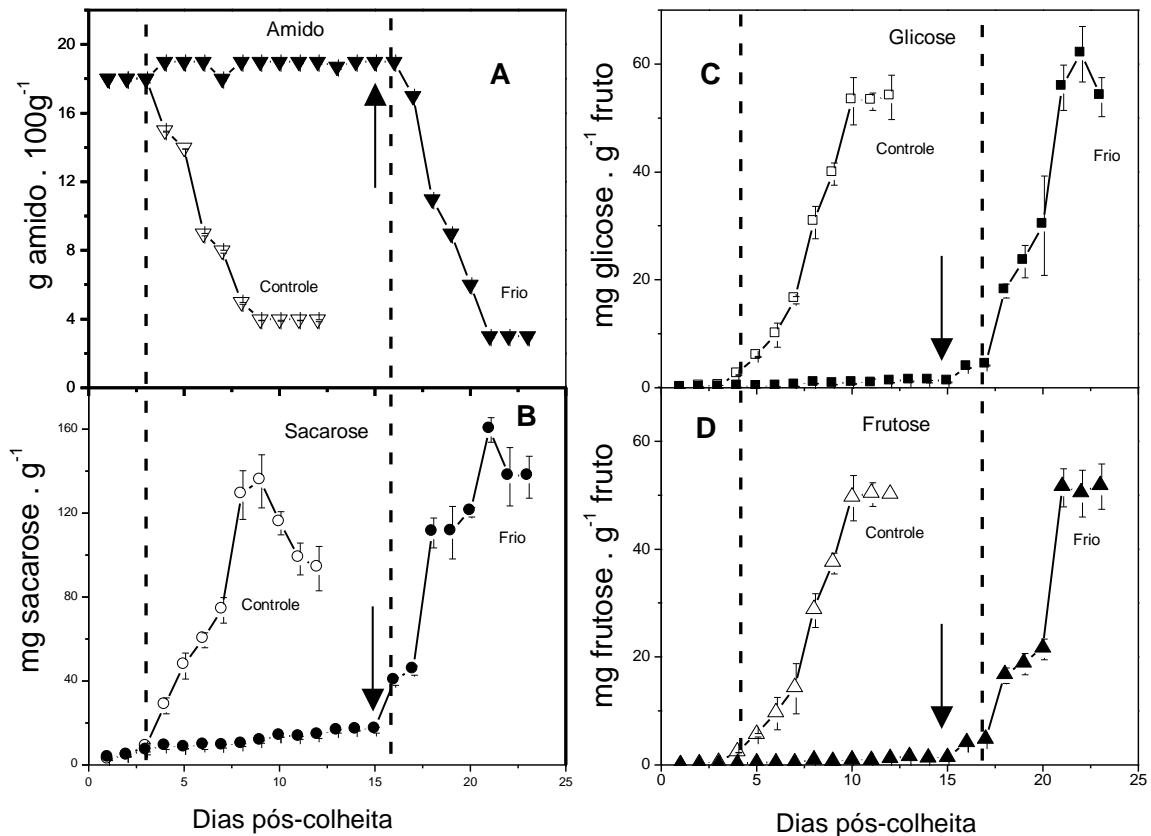 Amido
A
g amido . 100g⁻¹
0
4
8
12
16
20
Controle
Frio
Sacarose
B
mg sacarose . g⁻¹
0
40
80
120
160
Controle
Frio
0 5 10 15 20 25
Dias pós-colheita
Glicose
C
mg glicose . g⁻¹ fruto
0
20
40
60
Controle
Frio
Frutose
D
mg frutose . g⁻¹ fruto
0
20
40
60
Controle
Frio
0 5 10 15 20 25
Dias pós-colheita